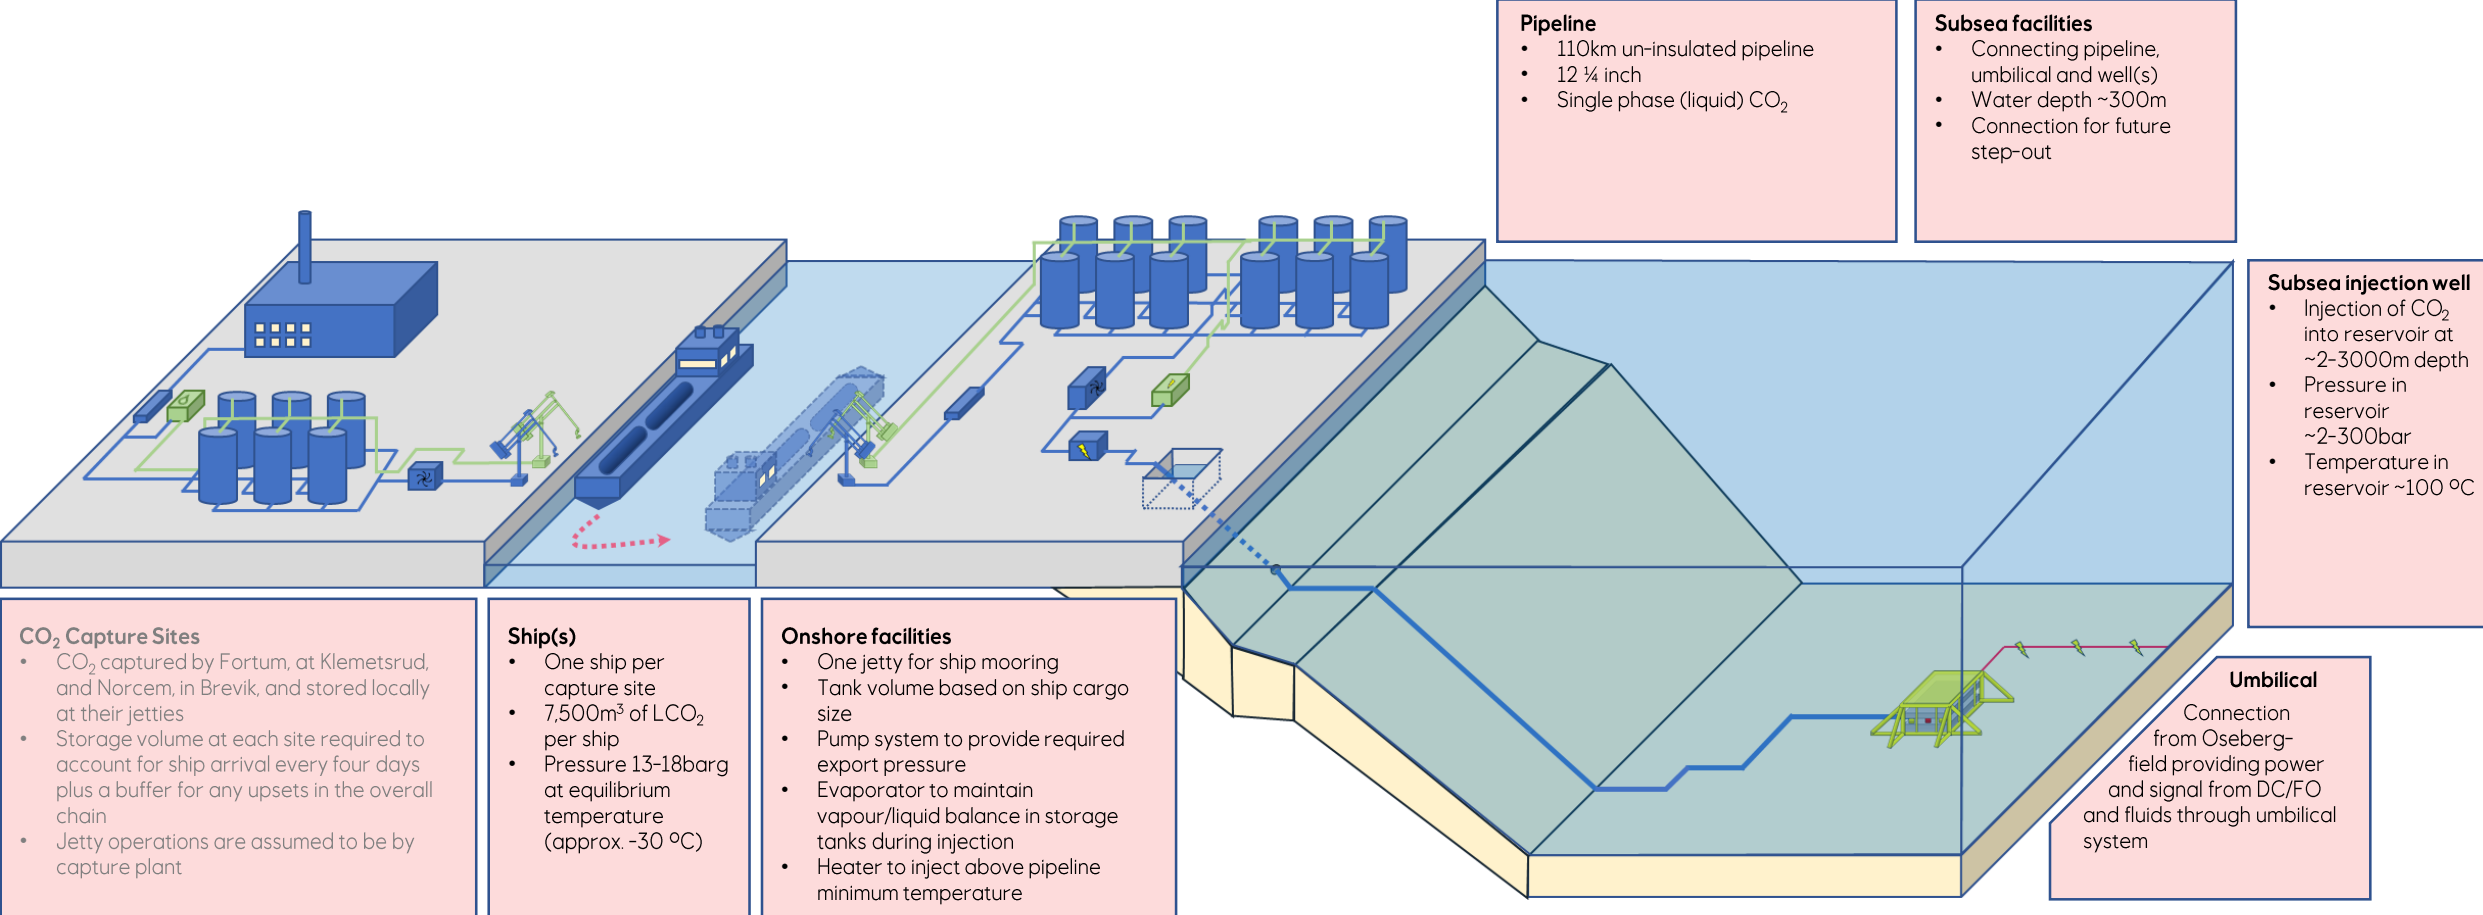 Pipeline
• 110km un-insulated pipeline
• 12 ¼ inch
• Single phase (liquid) CO₂
Subsea facilities
• Connecting pipeline,
umbilical and well(s)
• Water depth ~300m
• Connection for future
step-out
Subsea injection well
• Injection of CO₂
into reservoir at
~2-3000m depth
• Pressure in
reservoir
~2-300bar
• Temperature in
reservoir ~100 ºC
CO₂ Capture Sites
• CO₂ captured by Fortum, at Klemetsrud,
and Norcem, in Brevik, and stored locally
at their jetties
• Storage volume at each site required to
account for ship arrival every four days
plus a buffer for any upsets in the overall
chain
• Jetty operations are assumed to be by
capture plant
Ship(s)
• One ship per
capture site
• 7,500m³ of LCO₂
per ship
• Pressure 13-18barg
at equilibrium
temperature
(approx. -30 ºC)
Onshore facilities
• One jetty for ship mooring
• Tank volume based on ship cargo
size
• Pump system to provide required
export pressure
• Evaporator to maintain
vapour/liquid balance in storage
tanks during injection
• Heater to inject above pipeline
minimum temperature
Umbilical
Connection
from Oseberg-
field providing power
and signal from DC/FO
and fluids through umbilical
system